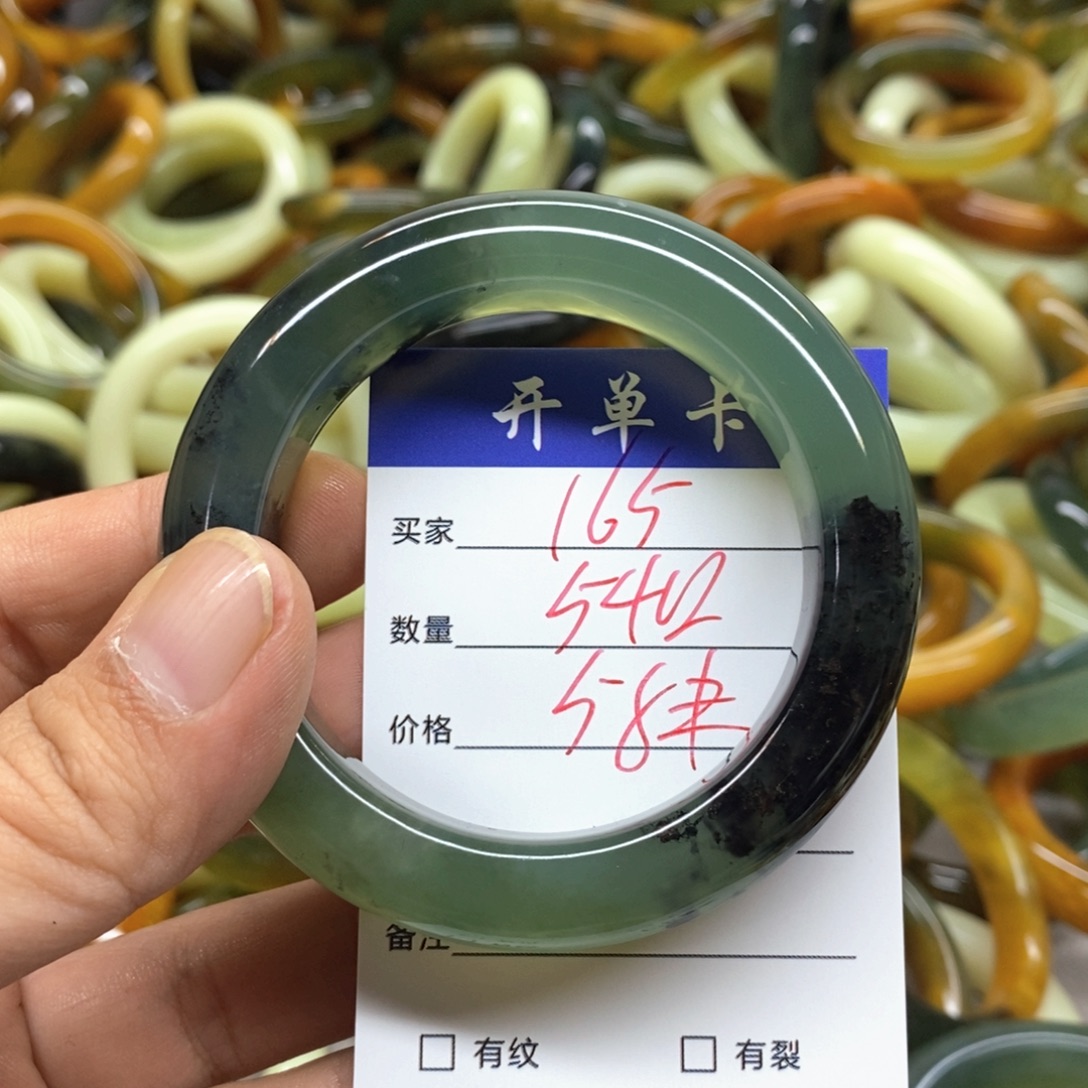 开单卡
买家 165
数量 5402
价格 58
备注
□ 有纹 □ 有裂